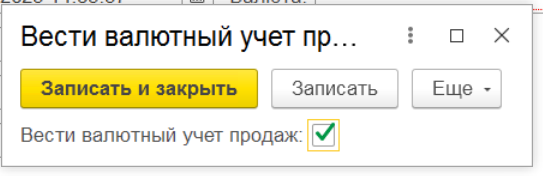 Вести валютный учет пр...
Записать и закрыть
Записать
Еще
Вести валютный учет продаж: